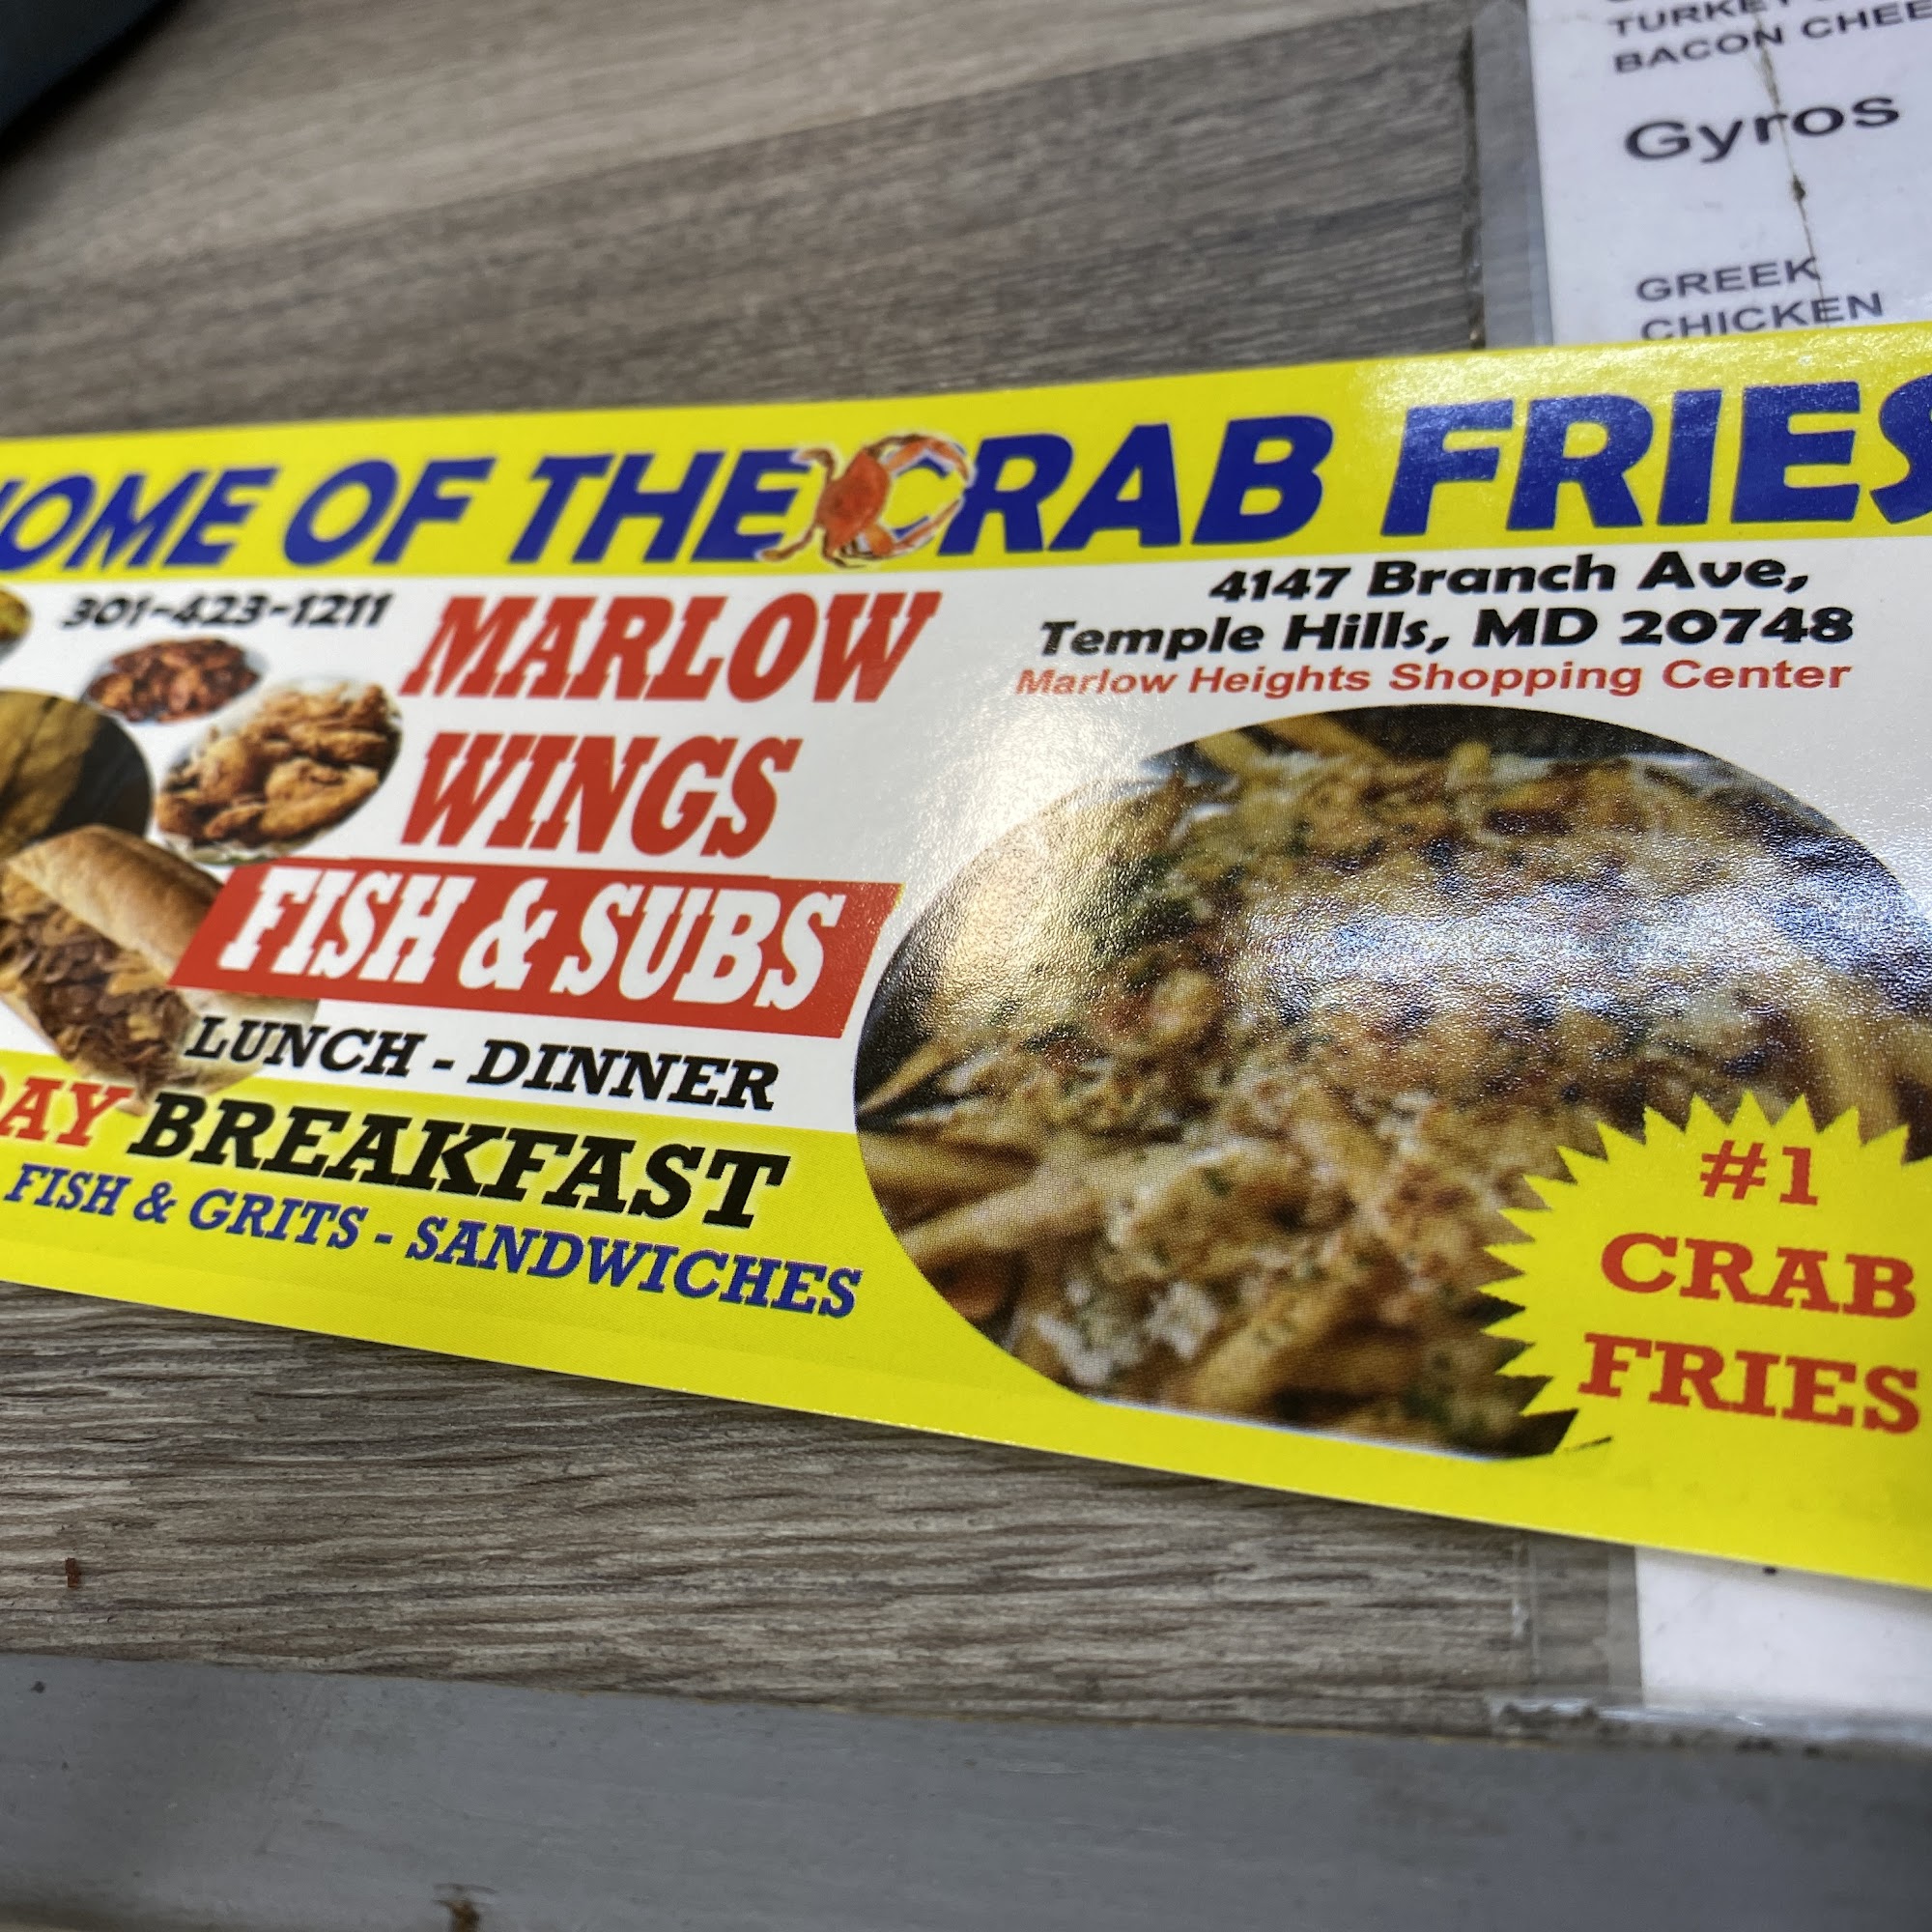 TURKEY
BACON CHEE
Gyros
GREEK
CHICKEN
HOME OF THE CRAB FRIES
301-423-1211
MARLOW
WINGS
FISH & SUBS
LUNCH - DINNER
DAY BREAKFAST
FISH & GRITS - SANDWICHES
4147 Branch Ave,
Temple Hills, MD 20748
Marlow Heights Shopping Center
#1
CRAB
FRIES